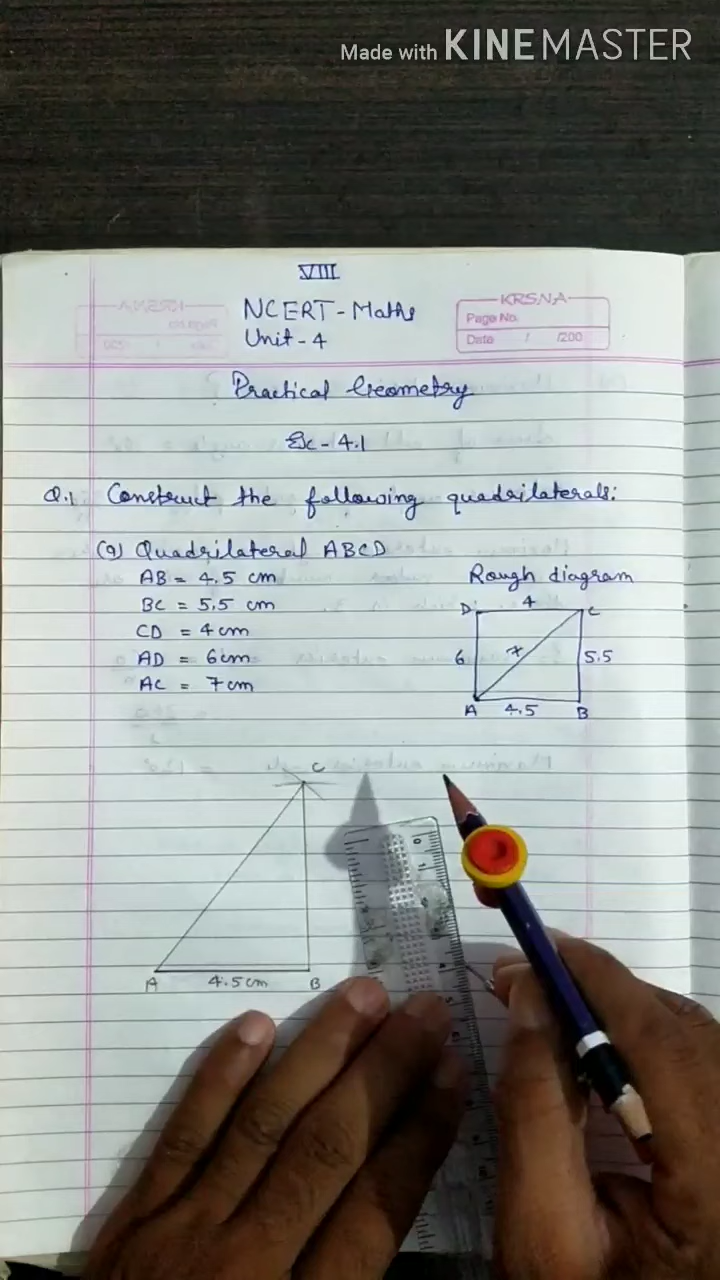 Made with KINEMASTER
VIII
NCERT - Maths
Unit - 4
KRSNA
Page No.
Date / /200
Practical Geometry
Ex - 4.1
Q.1 Construct the following quadrilaterals:
(a) Quadrilateral ABCD
AB = 4.5 cm
BC = 5.5 cm
CD = 4 cm
AD = 6 cm
AC = 7 cm
Rough diagram
D 4 C
6 7 5.5
A 4.5 B
C
A 4.5 cm B